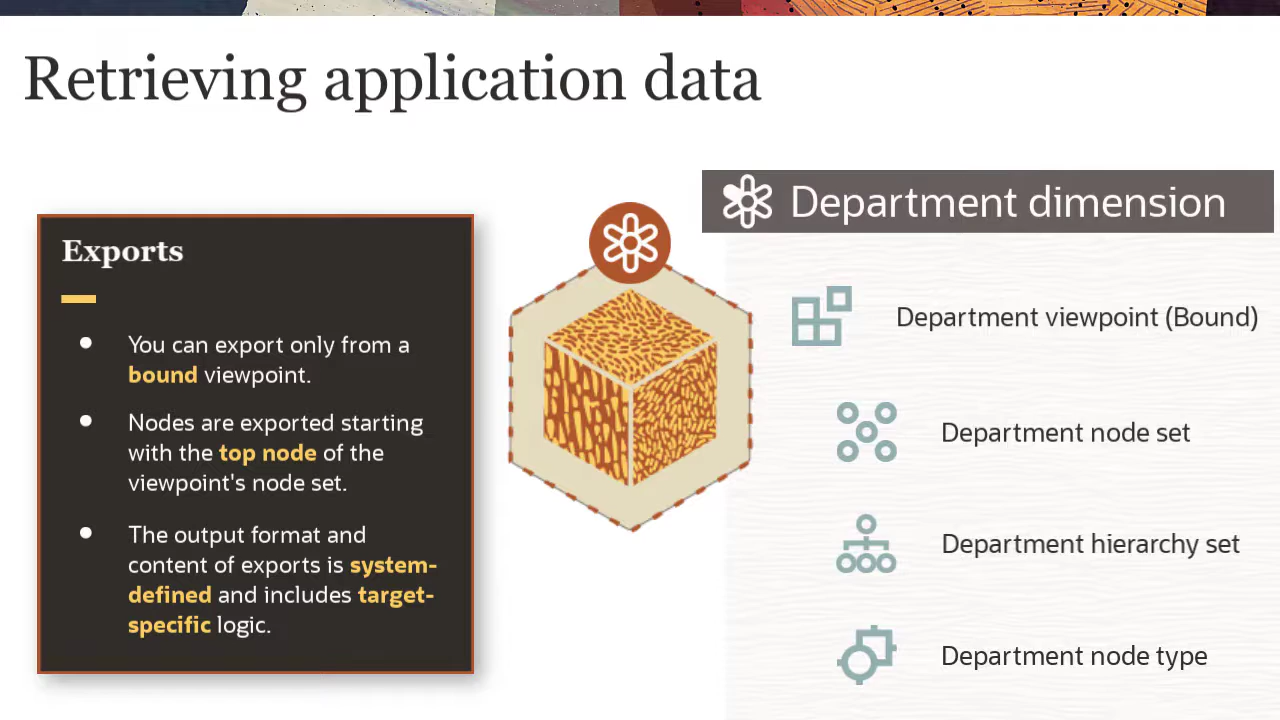 Retrieving application data
Exports
You can export only from a
bound viewpoint.
Nodes are exported starting
with the top node of the
viewpoint's node set.
The output format and
content of exports is system-
defined and includes target-
specific logic.
Department dimension
Department viewpoint (Bound)
Department node set
Department hierarchy set
Department node type